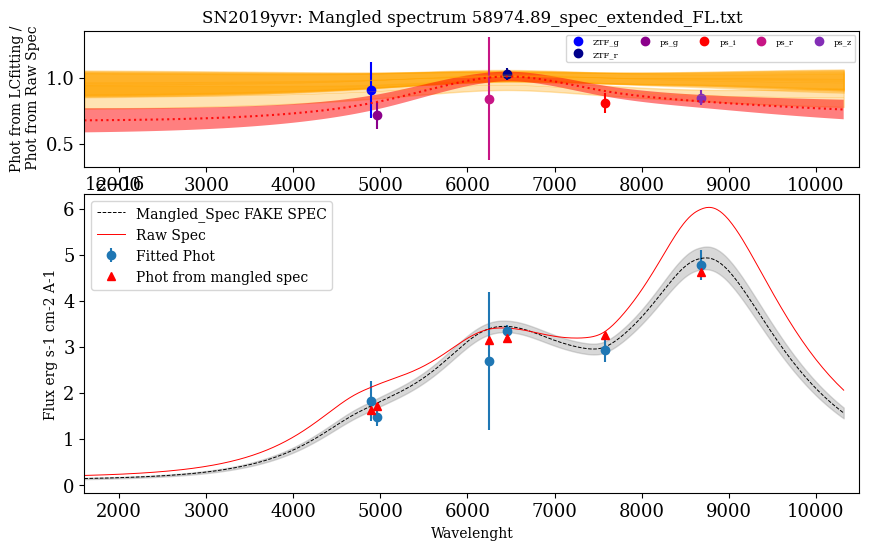 SN2019yvr: Mangled spectrum 58974.89_spec_extended_FL.txt
Phot from LCfitting /
Phot from Raw Spec
1.0
0.5
ZTF_g ps_g ps_i ps_r ps_z
ZTF_r
2000 3000 4000 5000 6000 7000 8000 9000 10000
1e−16
Flux erg s-1 cm-2 A-1
6
5
4
3
2
1
0
Mangled_Spec FAKE SPEC
Raw Spec
Fitted Phot
Phot from mangled spec
2000 3000 4000 5000 6000 7000 8000 9000 10000
Wavelenght